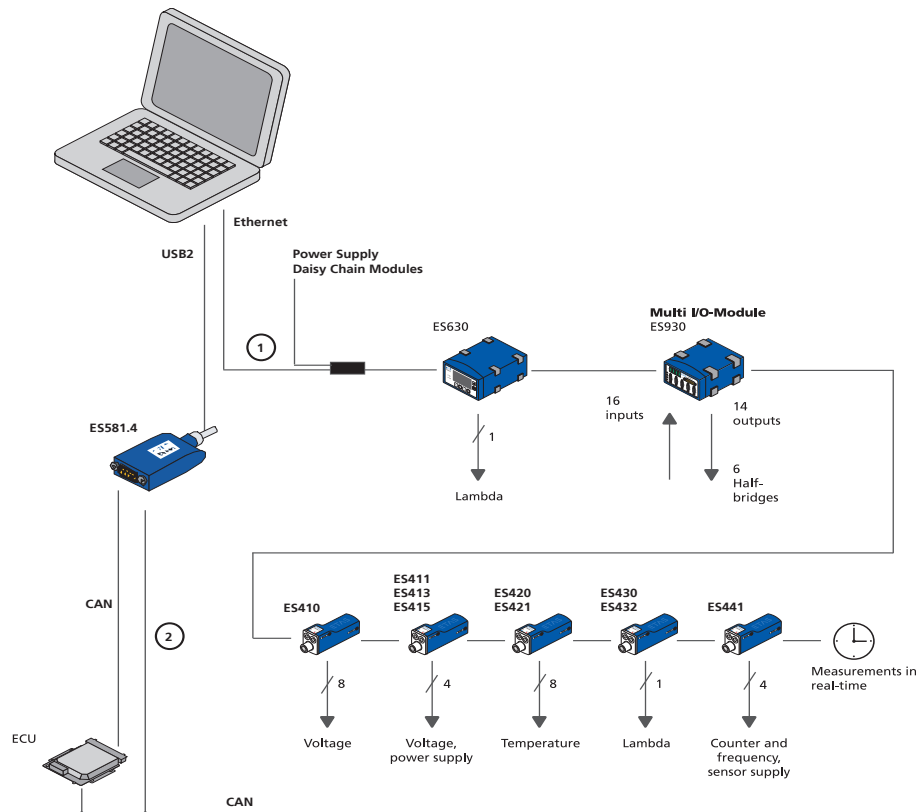 Ethernet
USB2
Power Supply
Daisy Chain Modules
1
ES630
Multi I/O-Module
ES930
16
inputs
14
outputs
1
6
Half-
bridges
Lambda
ES581.4
CAN
2
ES410
ES411
ES413
ES415
ES420
ES421
ES430
ES432
ES441
8
4
8
1
4
Measurements in
real-time
Voltage
Voltage,
power supply
Temperature
Lambda
Counter and
frequency,
sensor supply
ECU
CAN